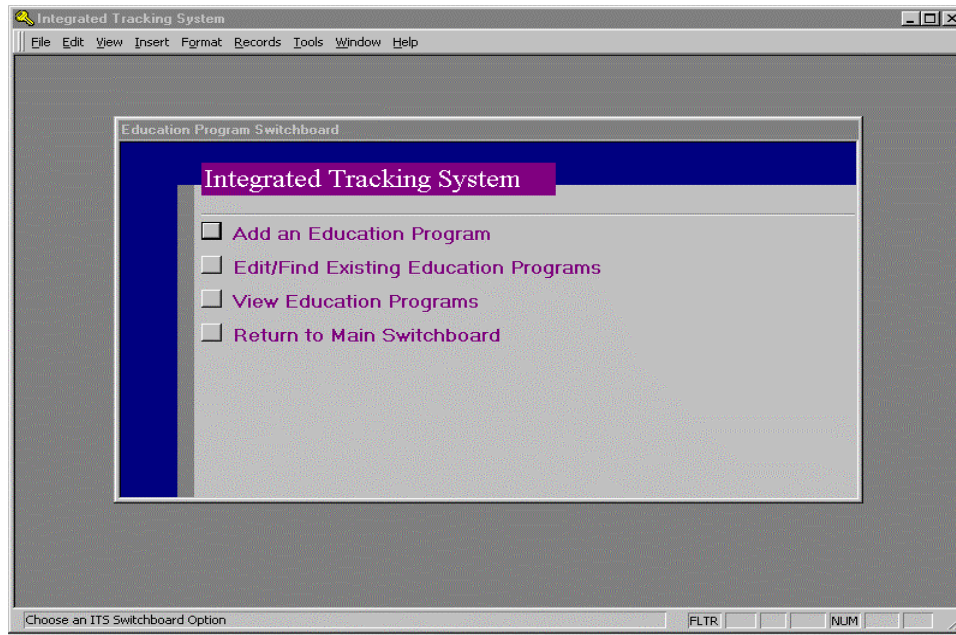 Integrated Tracking System
File Edit View Insert Format Records Tools Window Help
Education Program Switchboard
Integrated Tracking System
Add an Education Program
Edit/Find Existing Education Programs
View Education Programs
Return to Main Switchboard
Choose an ITS Switchboard Option FLTR NUM